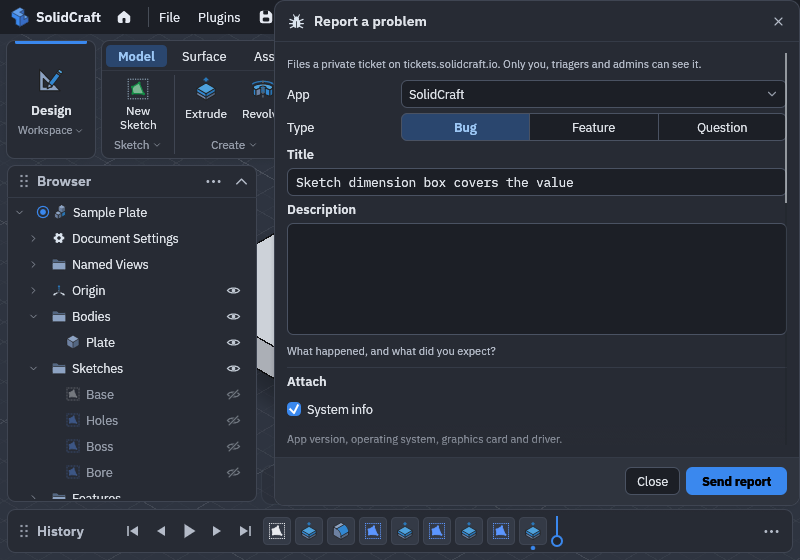 SolidCraft File Plugins
Report a problem
Design
Workspace
Model Surface
New Sketch
Extrude
Sketch Create
Files a private ticket on tickets.solidcraft.io. Only you, triagers and admins can see it.
App SolidCraft
Type Bug Feature Question
Title
Sketch dimension box covers the value
Description
What happened, and what did you expect?
Attach
System info
App version, operating system, graphics card and driver.
Close Send report
Browser
Sample Plate
Document Settings
Named Views
Origin
Bodies
Plate
Sketches
Base
Holes
Boss
Bore
Features
History